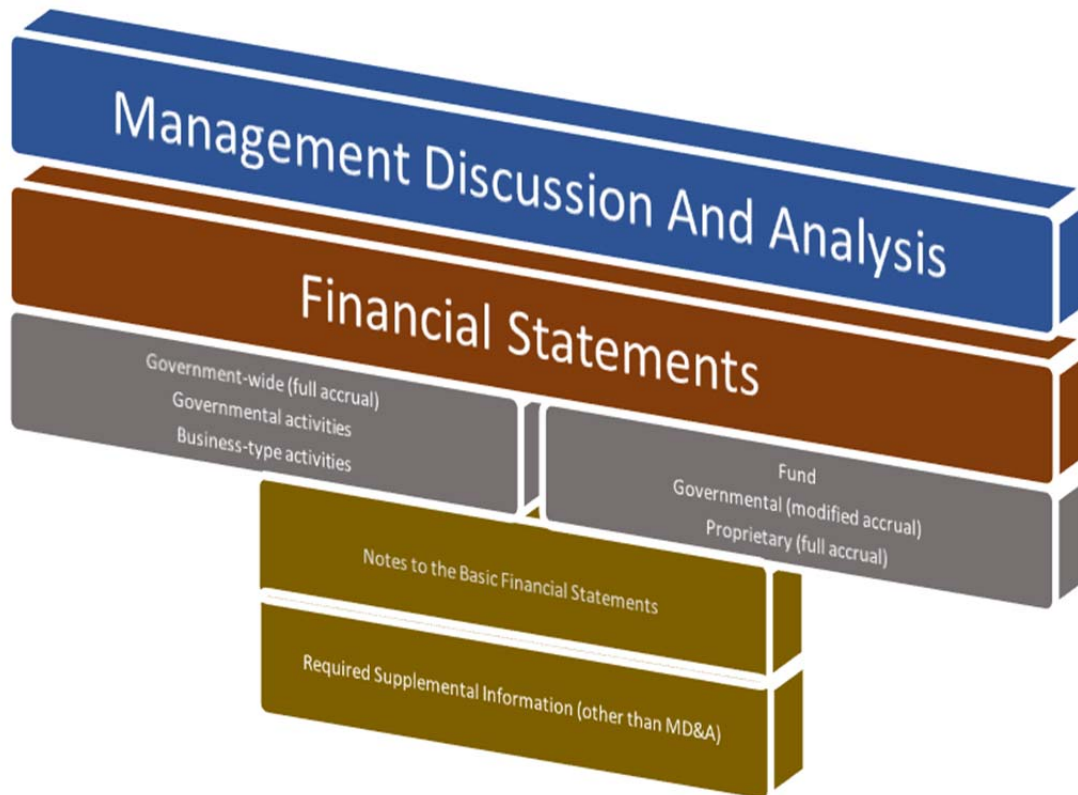 Management Discussion And Analysis
Financial Statements
Government-wide (full accrual)
Governmental activities
Business-type activities
Fund
Governmental (modified accrual)
Proprietary (full accrual)
Notes to the Basic Financial Statements
Required Supplemental Information (other than MD&A)